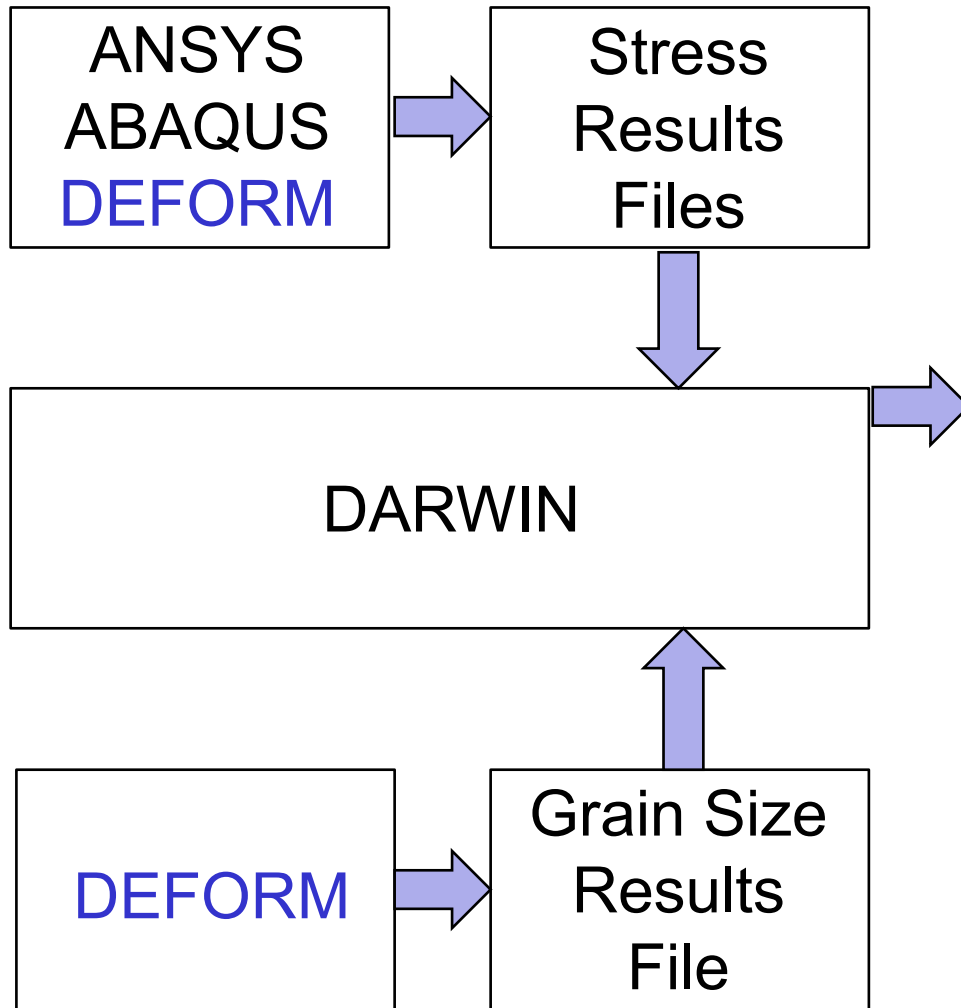 ANSYS
ABAQUS
DEFORM
Stress
Results
Files
DARWIN
DEFORM
Grain Size
Results
File